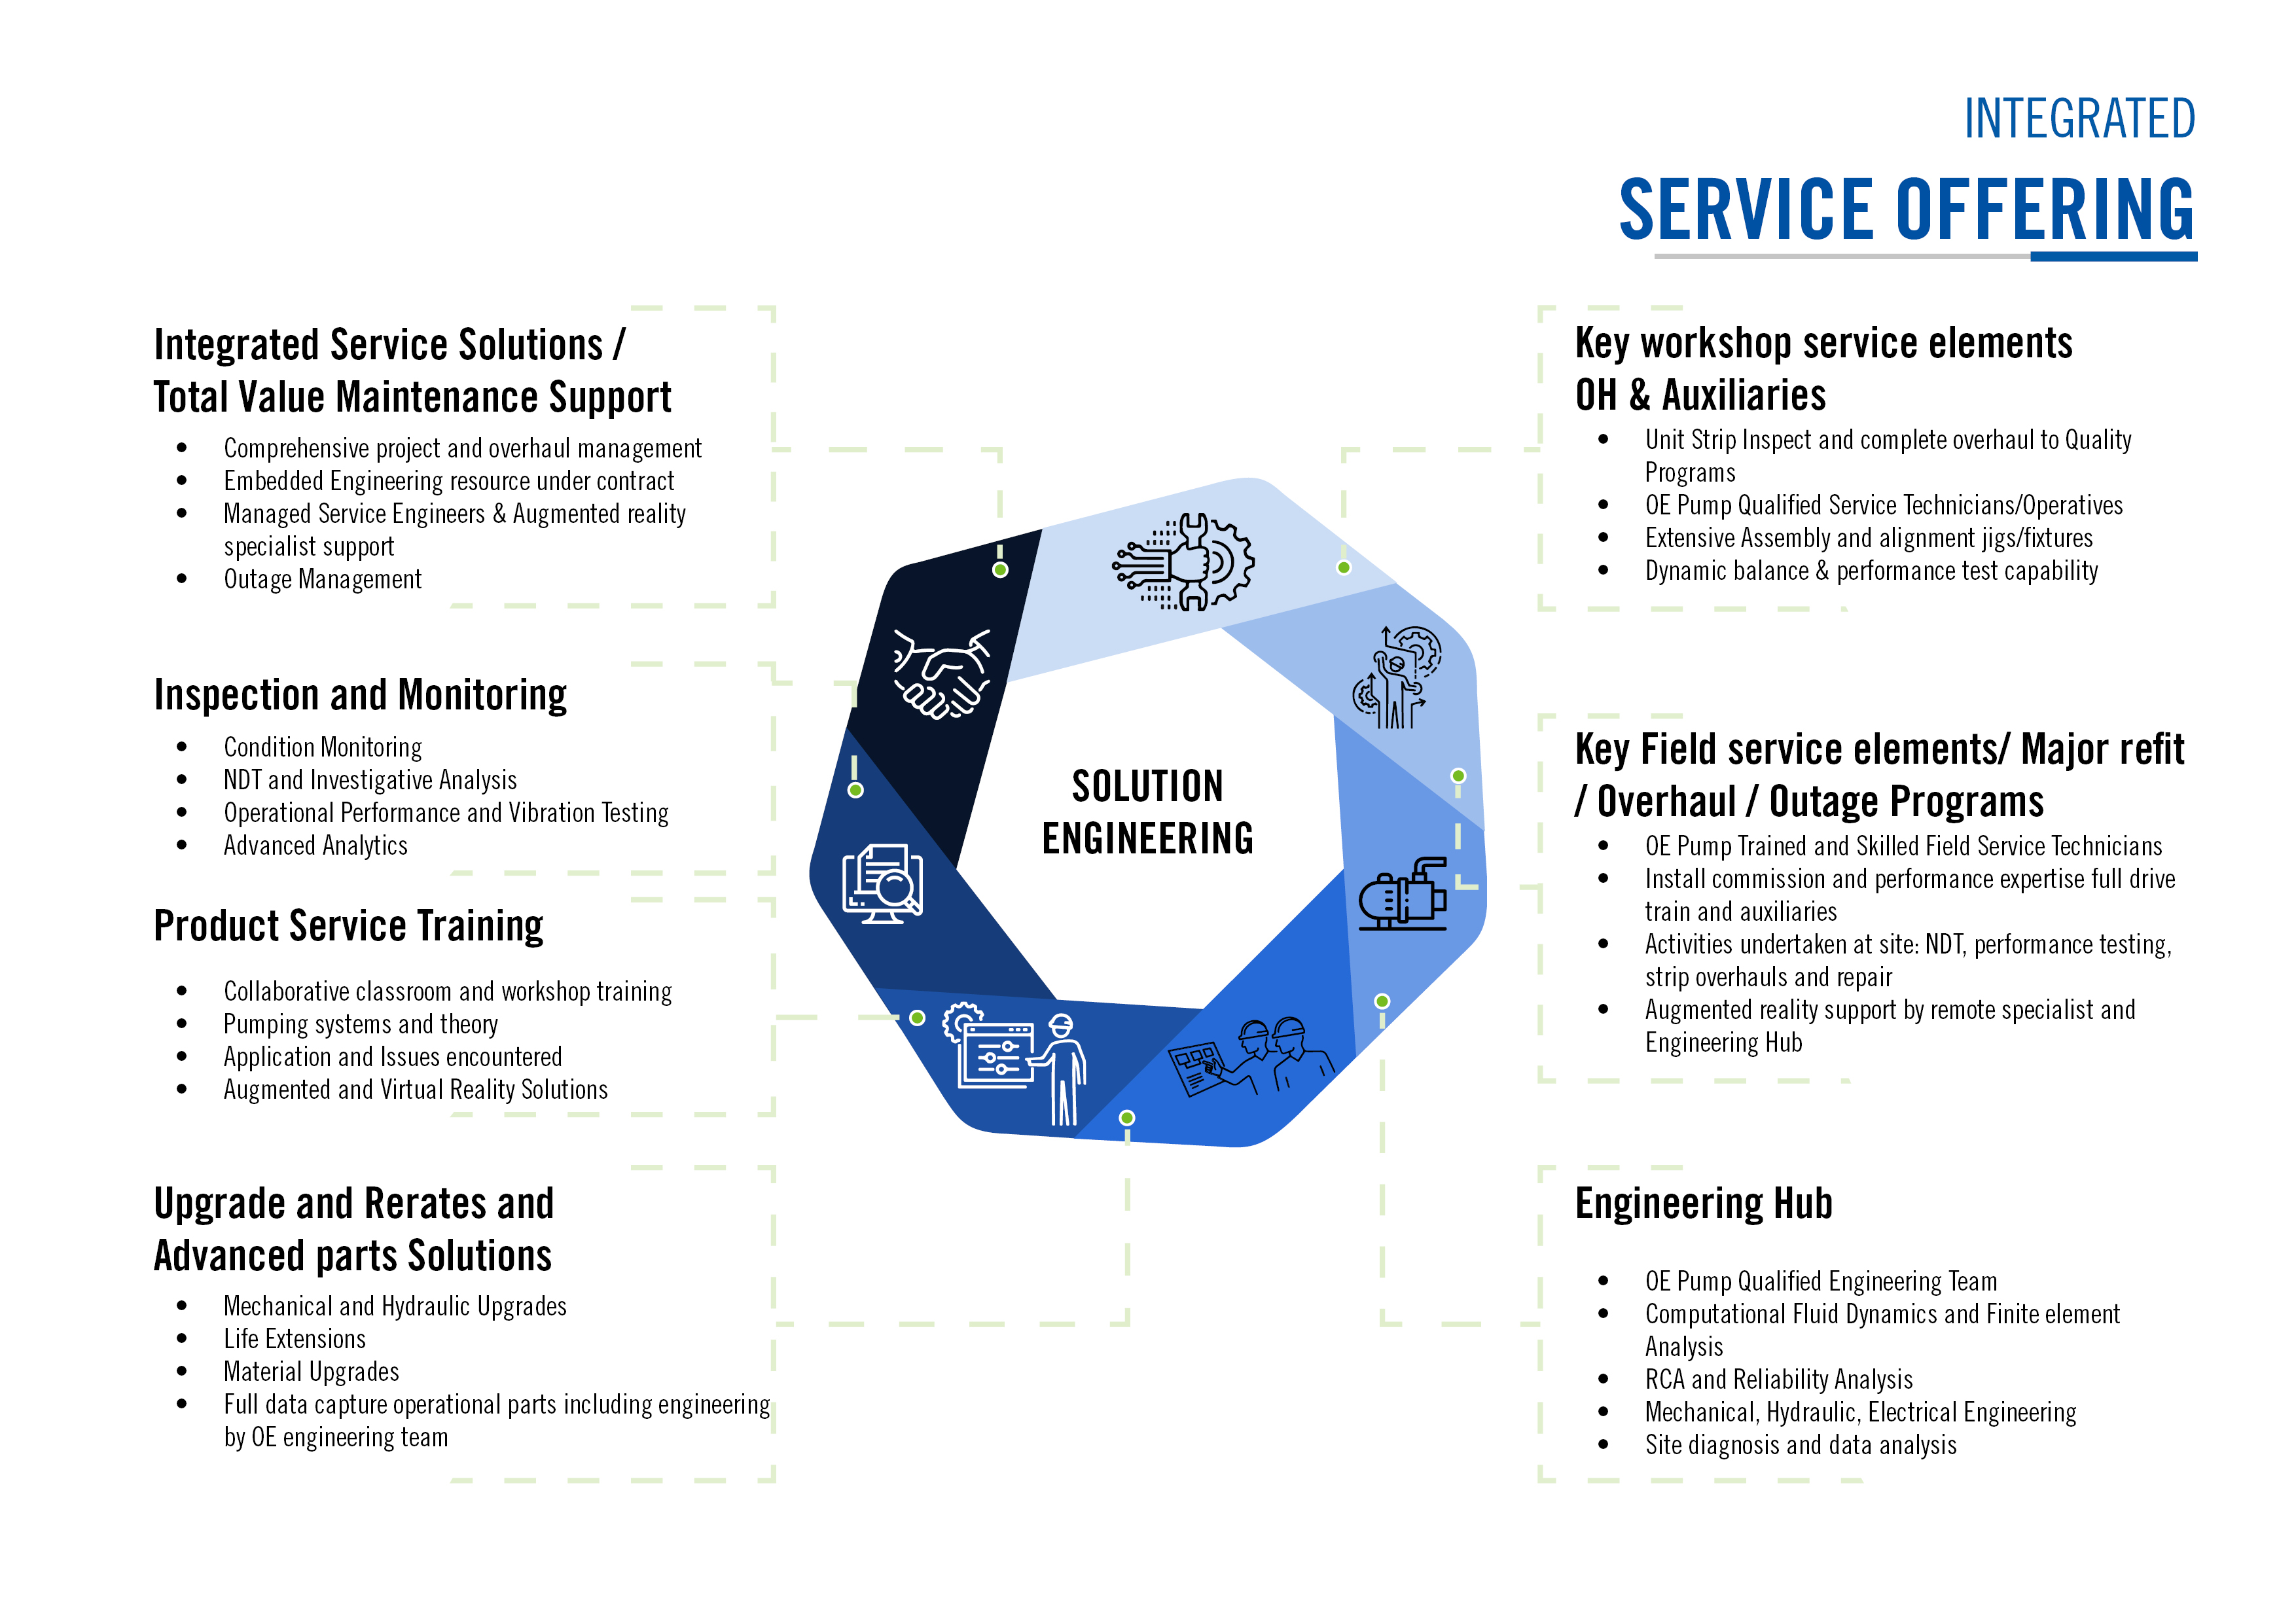 INTEGRATED
SERVICE OFFERING
Integrated Service Solutions /
Total Value Maintenance Support
• Comprehensive project and overhaul management
• Embedded Engineering resource under contract
• Managed Service Engineers & Augmented reality
specialist support
• Outage Management
Inspection and Monitoring
• Condition Monitoring
• NDT and Investigative Analysis
• Operational Performance and Vibration Testing
• Advanced Analytics
Product Service Training
• Collaborative classroom and workshop training
• Pumping systems and theory
• Application and Issues encountered
• Augmented and Virtual Reality Solutions
Upgrade and Rerates and
Advanced parts Solutions
• Mechanical and Hydraulic Upgrades
• Life Extensions
• Material Upgrades
• Full data capture operational parts including engineering
by OE engineering team
SOLUTION
ENGINEERING
Key workshop service elements
OH & Auxiliaries
• Unit Strip Inspect and complete overhaul to Quality
Programs
• OE Pump Qualified Service Technicians/Operatives
• Extensive Assembly and alignment jigs/fixtures
• Dynamic balance & performance test capability
Key Field service elements/ Major refit
/ Overhaul / Outage Programs
• OE Pump Trained and Skilled Field Service Technicians
• Install commission and performance expertise full drive
train and auxiliaries
• Activities undertaken at site: NDT, performance testing,
strip overhauls and repair
• Augmented reality support by remote specialist and
Engineering Hub
Engineering Hub
• OE Pump Qualified Engineering Team
• Computational Fluid Dynamics and Finite element
Analysis
• RCA and Reliability Analysis
• Mechanical, Hydraulic, Electrical Engineering
• Site diagnosis and data analysis